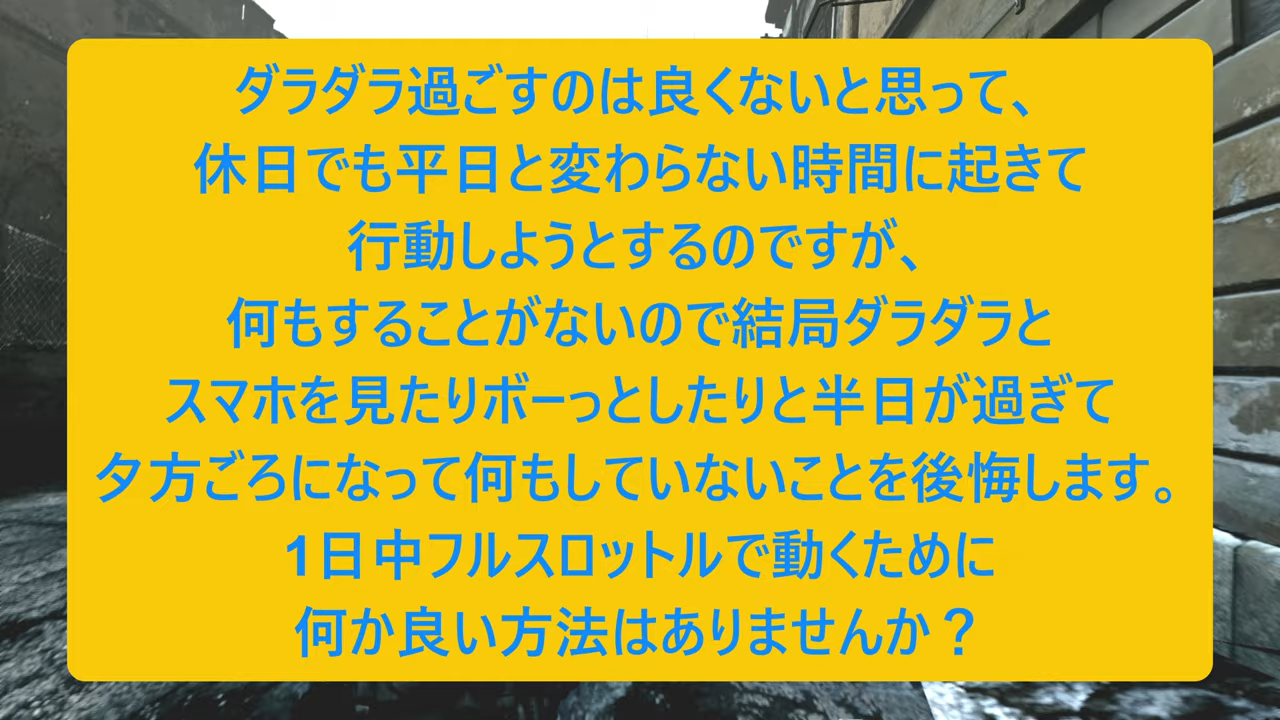 ダラダラ過ごすのは良くないと思って、
休日でも平日と変わらない時間に起きて
行動しようとするのですが、
何もすることがないので結局ダラダラと
スマホを見たりボーっとしたりと半日が過ぎて
夕方ごろになって何もしていないことを後悔します。
1日中フルスロットルで動くために
何か良い方法はありませんか？